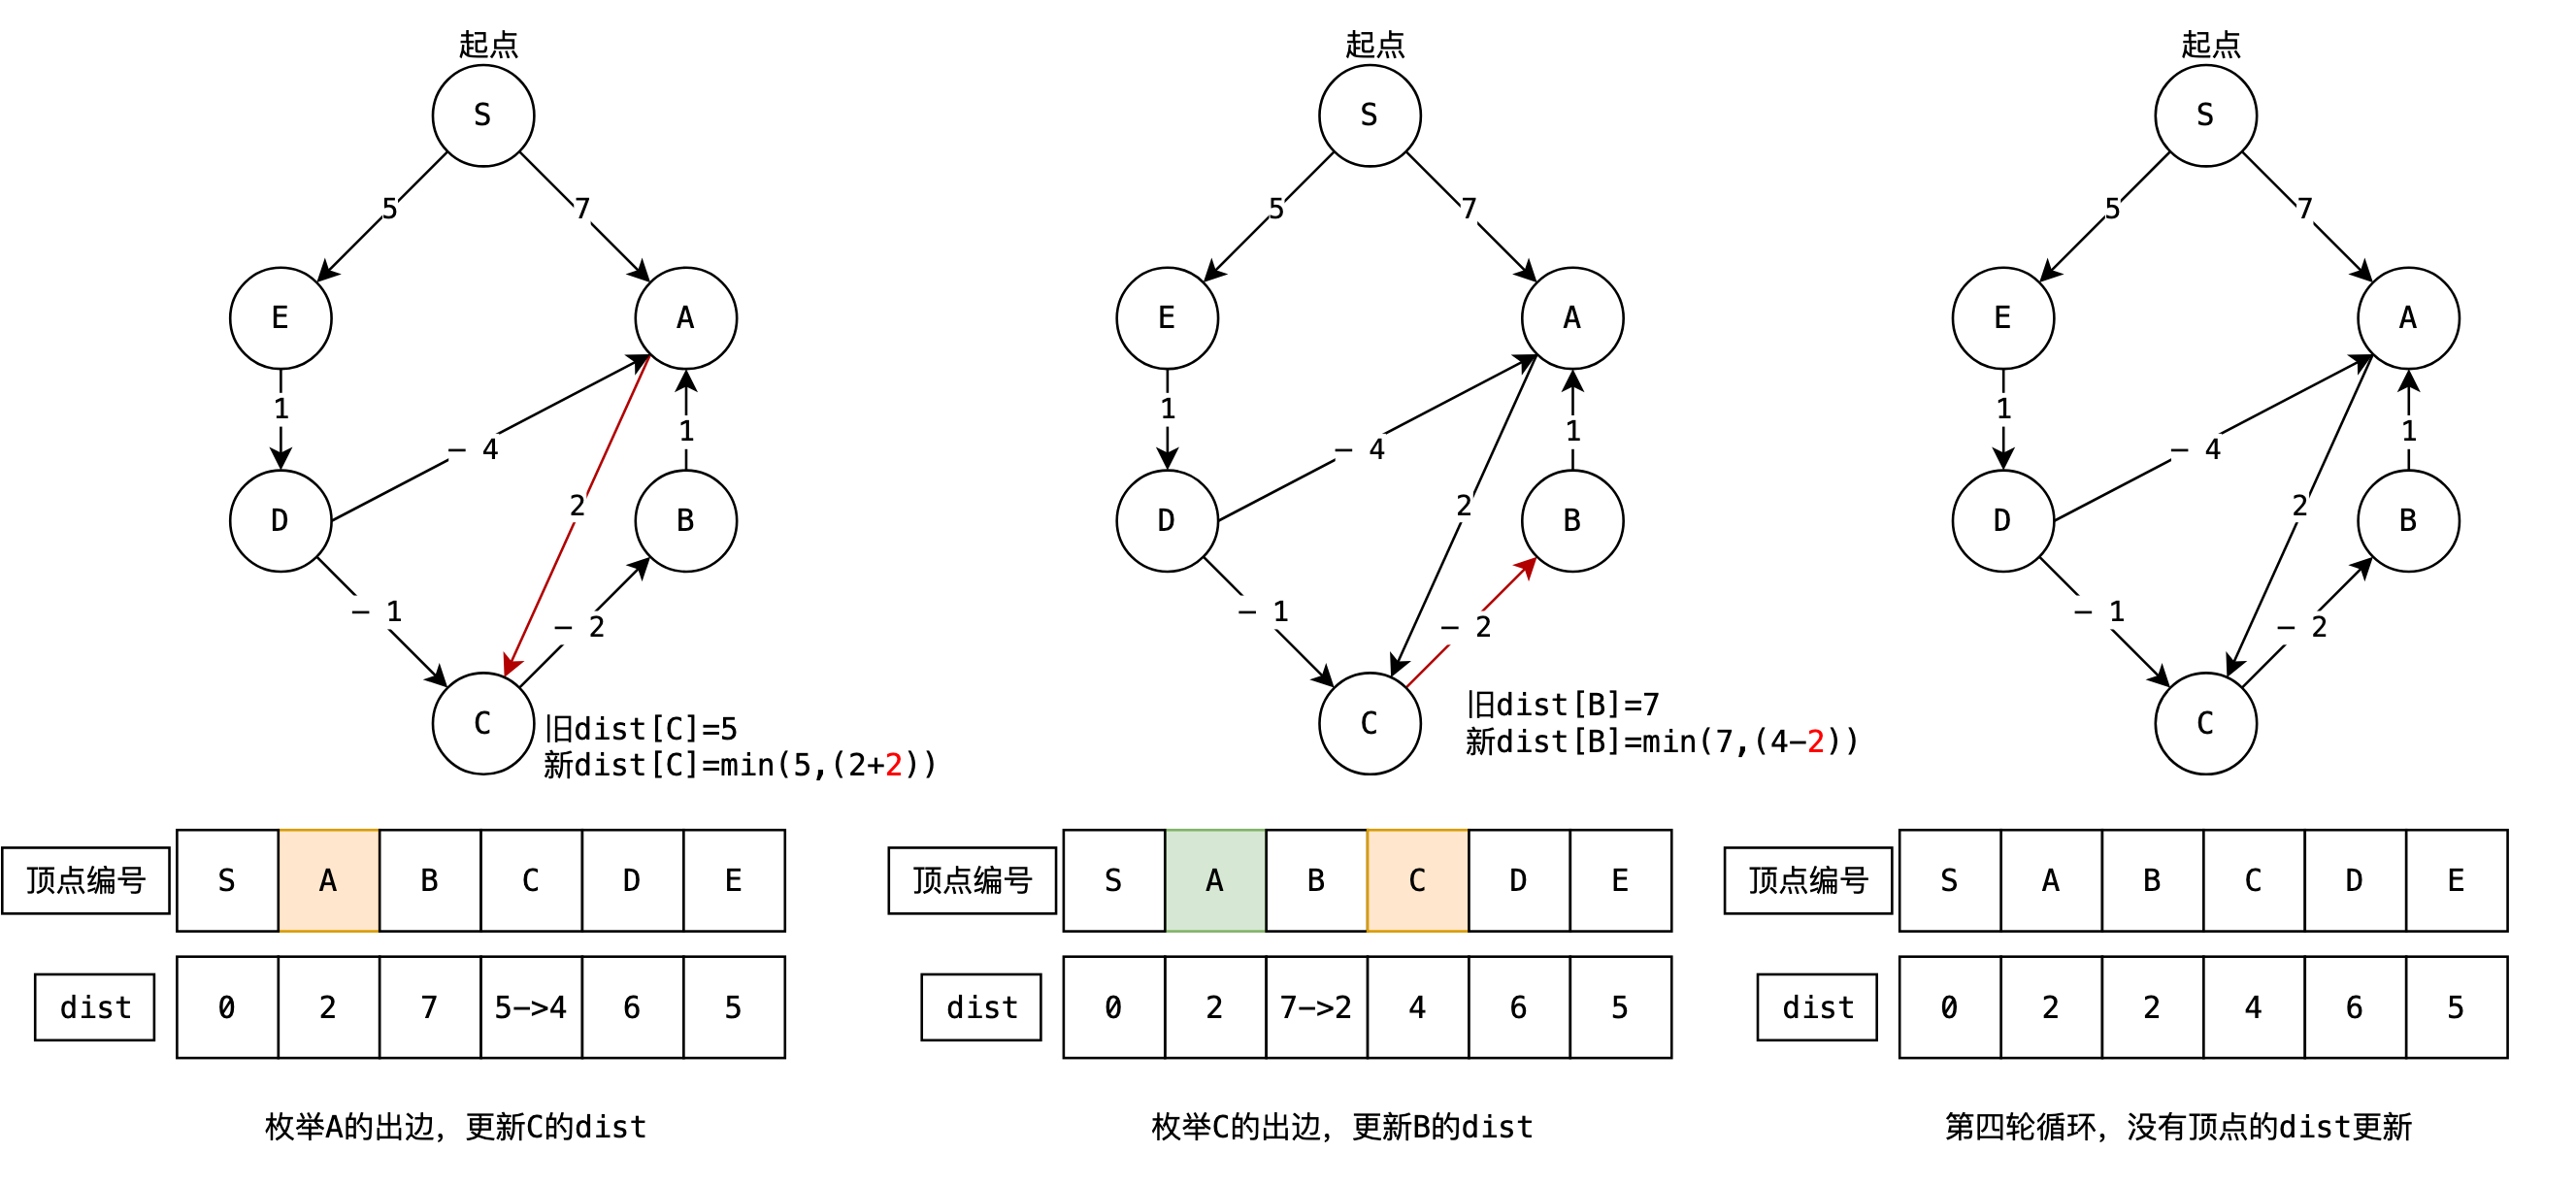 起点
S
5
7
E
A
1
1
− 4
2
D
B
− 1
− 2
C
旧dist[C]=5
新dist[C]=min(5,(2+2))
顶点编号 S A B C D E
dist 0 2 7 5−>4 6 5
枚举A的出边，更新C的dist
起点
S
5
7
E
A
1
1
− 4
2
D
B
− 1
− 2
C
旧dist[B]=7
新dist[B]=min(7,(4−2))
顶点编号 S A B C D E
dist 0 2 7−>2 4 6 5
枚举C的出边，更新B的dist
起点
S
5
7
E
A
1
1
− 4
2
D
B
− 1
− 2
C
顶点编号 S A B C D E
dist 0 2 2 4 6 5
第四轮循环，没有顶点的dist更新